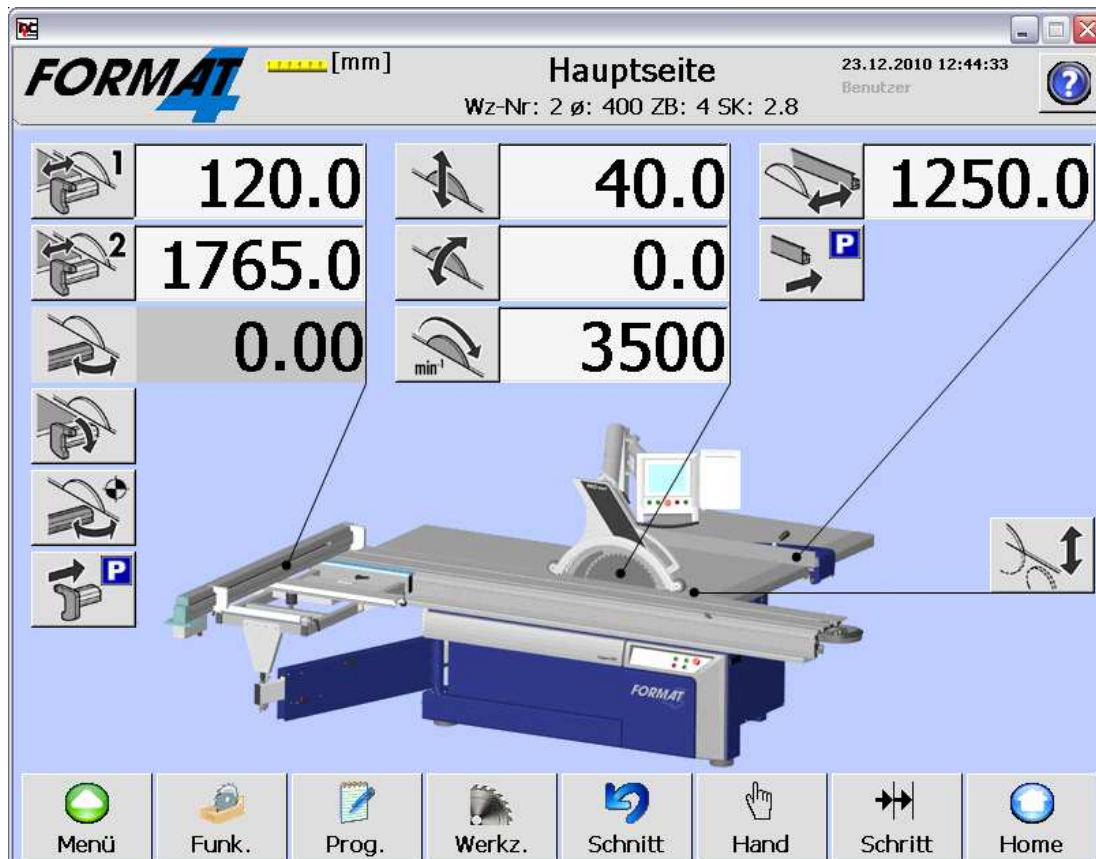 FORMAT 4
[mm]
Hauptseite
Wz-Nr: 2 ø: 400 ZB: 4 SK: 2.8
23.12.2010 12:44:33
Benutzer
?
1
120.0
40.0
1250.0
2
1765.0
0.0
P
0.00
min⁻¹
3500
P
FORMAT
Menü
Funk.
Prog.
Werkz.
Schnitt
Hand
Schritt
Home